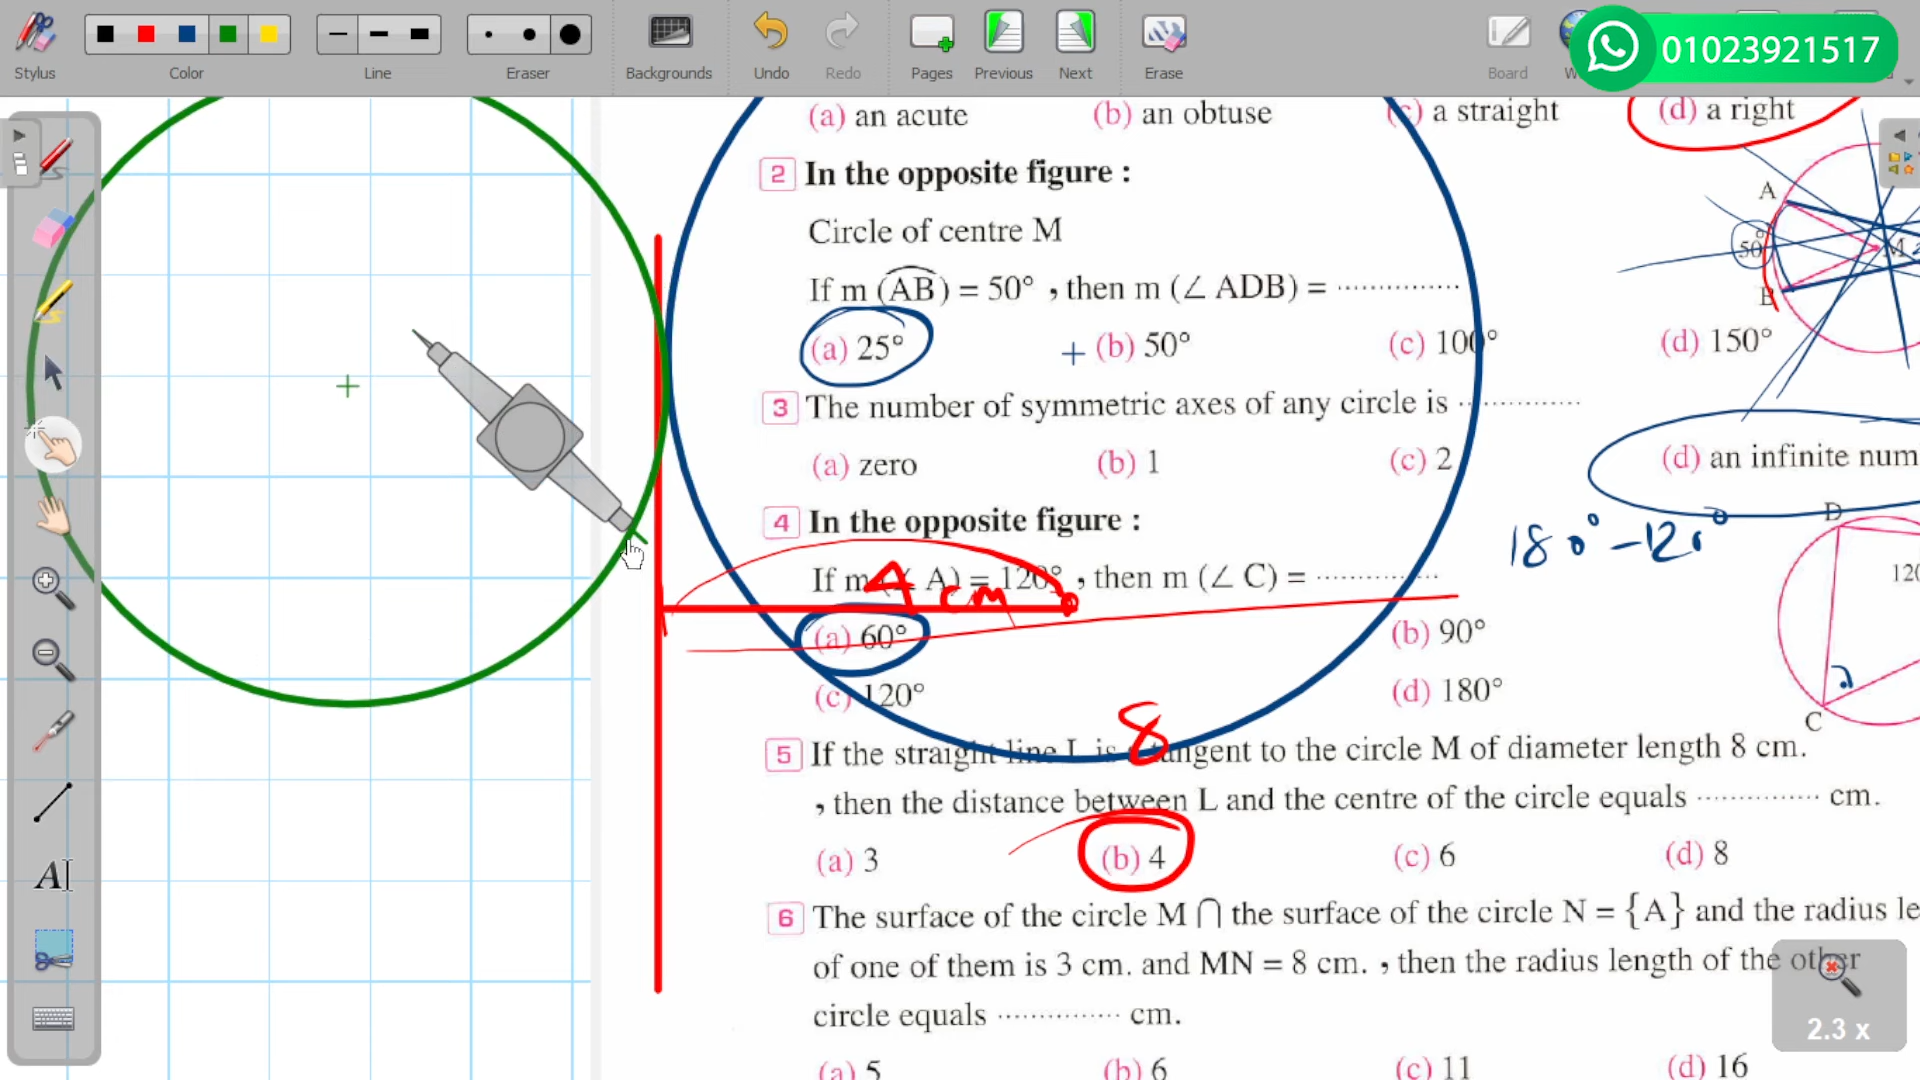 Stylus Color Line Eraser Backgrounds Undo Redo Pages Previous Next Erase Board
01023921517
(a) an acute (b) an obtuse (c) a straight (d) a right
2 In the opposite figure :
Circle of centre M
If m (AB) = 50° , then m (∠ ADB) = ..............
(a) 25° + (b) 50° (c) 100° (d) 150°
A
50°
M
B
3 The number of symmetric axes of any circle is ..............
(a) zero (b) 1 (c) 2 (d) an infinite num
4 In the opposite figure :
180° - 120°
D
If m (∠ A) = 120° , then m (∠ C) = ..............
4 cm
120
(a) 60° (b) 90°
(c) 120° (d) 180°
C
8
5 If the straight line L is a tangent to the circle M of diameter length 8 cm.
, then the distance between L and the centre of the circle equals .............. cm.
(a) 3 (b) 4 (c) 6 (d) 8
6 The surface of the circle M ∩ the surface of the circle N = {A} and the radius le
of one of them is 3 cm. and MN = 8 cm. , then the radius length of the other
circle equals .............. cm.
(a) 5 (b) 6 (c) 11 (d) 16
2.3 x